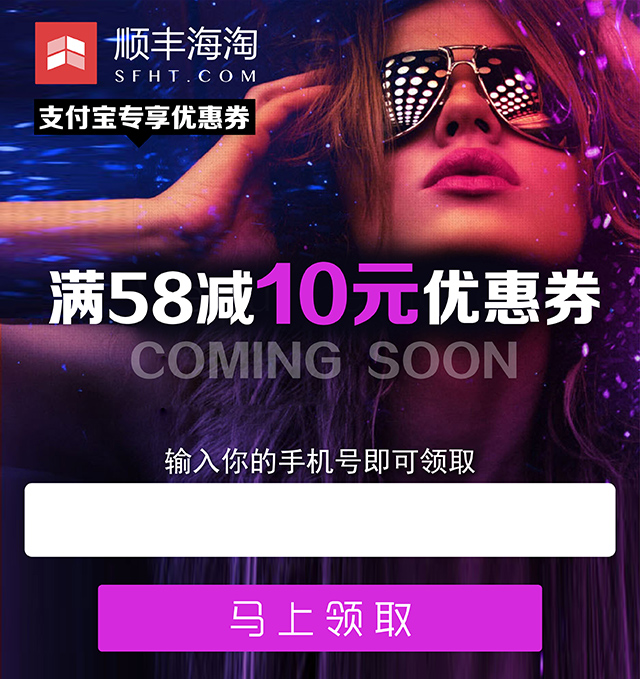 顺丰海淘
SFHT.COM
支付宝专享优惠券
满58减10元优惠券
COMING SOON
输入你的手机号即可领取
马上领取